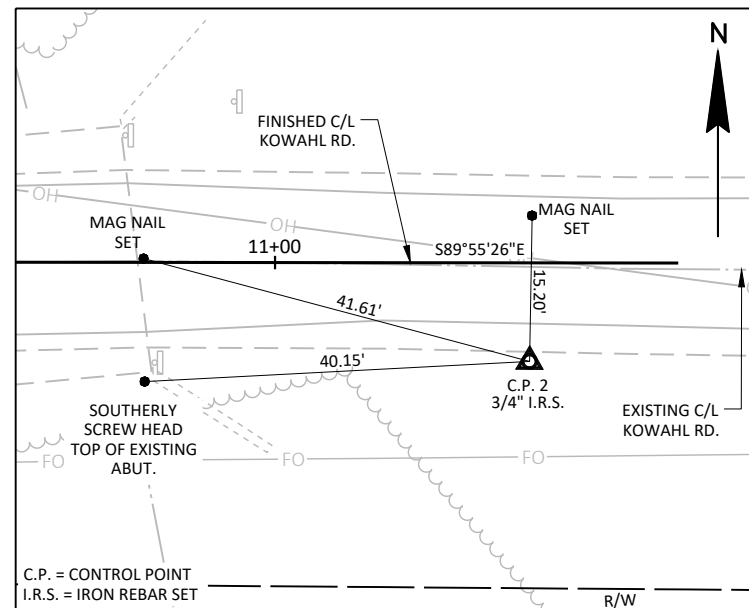 N
FINISHED C/L
KOWAHL RD.
OH
OH
MAG NAIL
SET
MAG NAIL
SET
11+00
S89°55'26"E
15.20'
41.61'
40.15'
C.P. 2
3/4" I.R.S.
SOUTHERLY
SCREW HEAD
TOP OF EXISTING
ABUT.
EXISTING C/L
KOWAHL RD.
FO
FO
FO
C.P. = CONTROL POINT
I.R.S. = IRON REBAR SET
R/W